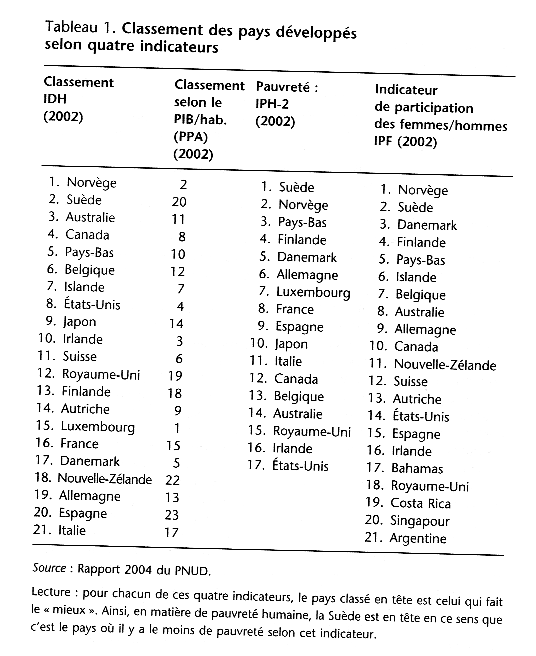 Tableau 1. Classement des pays développés
selon quatre indicateurs
Classement IDH (2002) | Classement selon le PIB/hab. (PPA) (2002) | Pauvreté : IPH-2 (2002) | Indicateur de participation des femmes/hommes IPF (2002)
1. Norvège | 2 | 1. Suède | 1. Norvège
2. Suède | 20 | 2. Norvège | 2. Suède
3. Australie | 11 | 3. Pays-Bas | 3. Danemark
4. Canada | 8 | 4. Finlande | 4. Finlande
5. Pays-Bas | 10 | 5. Danemark | 5. Pays-Bas
6. Belgique | 12 | 6. Allemagne | 6. Islande
7. Islande | 7 | 7. Luxembourg | 7. Belgique
8. États-Unis | 4 | 8. France | 8. Australie
9. Japon | 14 | 9. Espagne | 9. Allemagne
10. Irlande | 3 | 10. Japon | 10. Canada
11. Suisse | 6 | 11. Italie | 11. Nouvelle-Zélande
12. Royaume-Uni | 19 | 12. Canada | 12. Suisse
13. Finlande | 18 | 13. Belgique | 13. Autriche
14. Autriche | 9 | 14. Australie | 14. États-Unis
15. Luxembourg | 1 | 15. Royaume-Uni | 15. Espagne
16. France | 15 | 16. Irlande | 16. Irlande
17. Danemark | 5 | 17. États-Unis | 17. Bahamas
18. Nouvelle-Zélande | 22 | | 18. Royaume-Uni
19. Allemagne | 13 | | 19. Costa Rica
20. Espagne | 23 | | 20. Singapour
21. Italie | 17 | | 21. Argentine
Source : Rapport 2004 du PNUD.
Lecture : pour chacun de ces quatre indicateurs, le pays classé en tête est celui qui fait
le « mieux ». Ainsi, en matière de pauvreté humaine, la Suède est en tête en ce sens que
c'est le pays où il y a le moins de pauvreté selon cet indicateur.